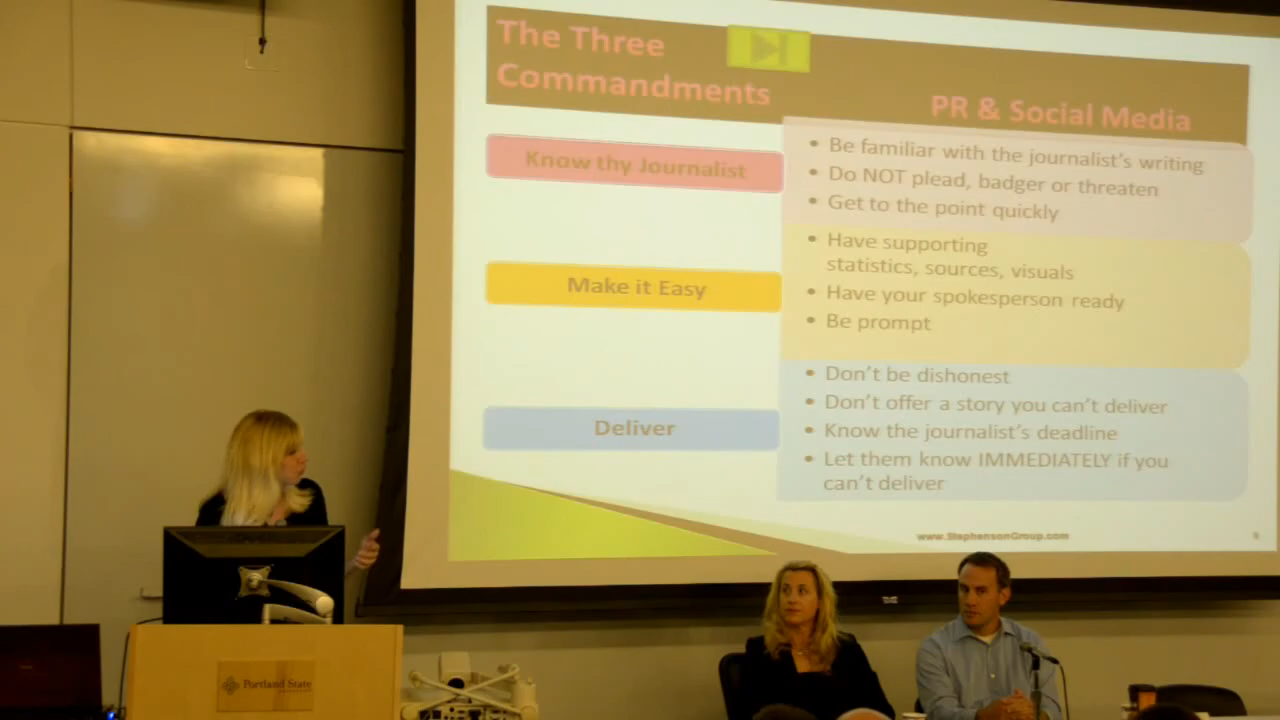 The Three
Commandments
PR & Social Media
Know thy Journalist
• Be familiar with the journalist's writing
• Do NOT plead, badger or threaten
• Get to the point quickly
Make it Easy
• Have supporting
statistics, sources, visuals
• Have your spokesperson ready
• Be prompt
Deliver
• Don't be dishonest
• Don't offer a story you can't deliver
• Know the journalist's deadline
• Let them know IMMEDIATELY if you
can't deliver
www.StephensonGroup.com
Portland State